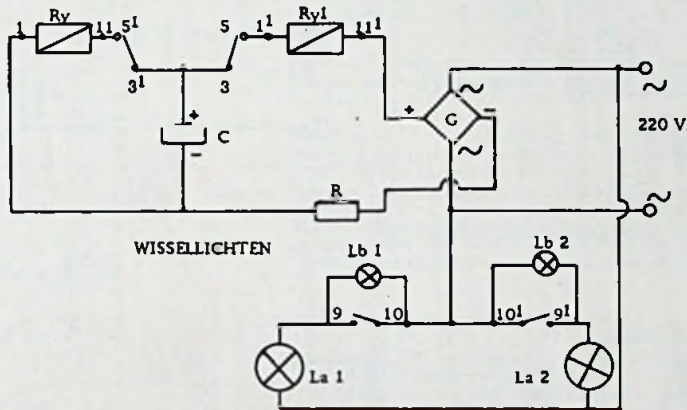 1 Ry 11 5¹ 5 1¹ Ry¹ 11¹
3¹ 3
+ C -
+ G - ~ ~
~ 220 V. ~
R
WISSELLICHTEN
Lb 1 Lb 2
9 10 10¹ 9¹
La 1 La 2